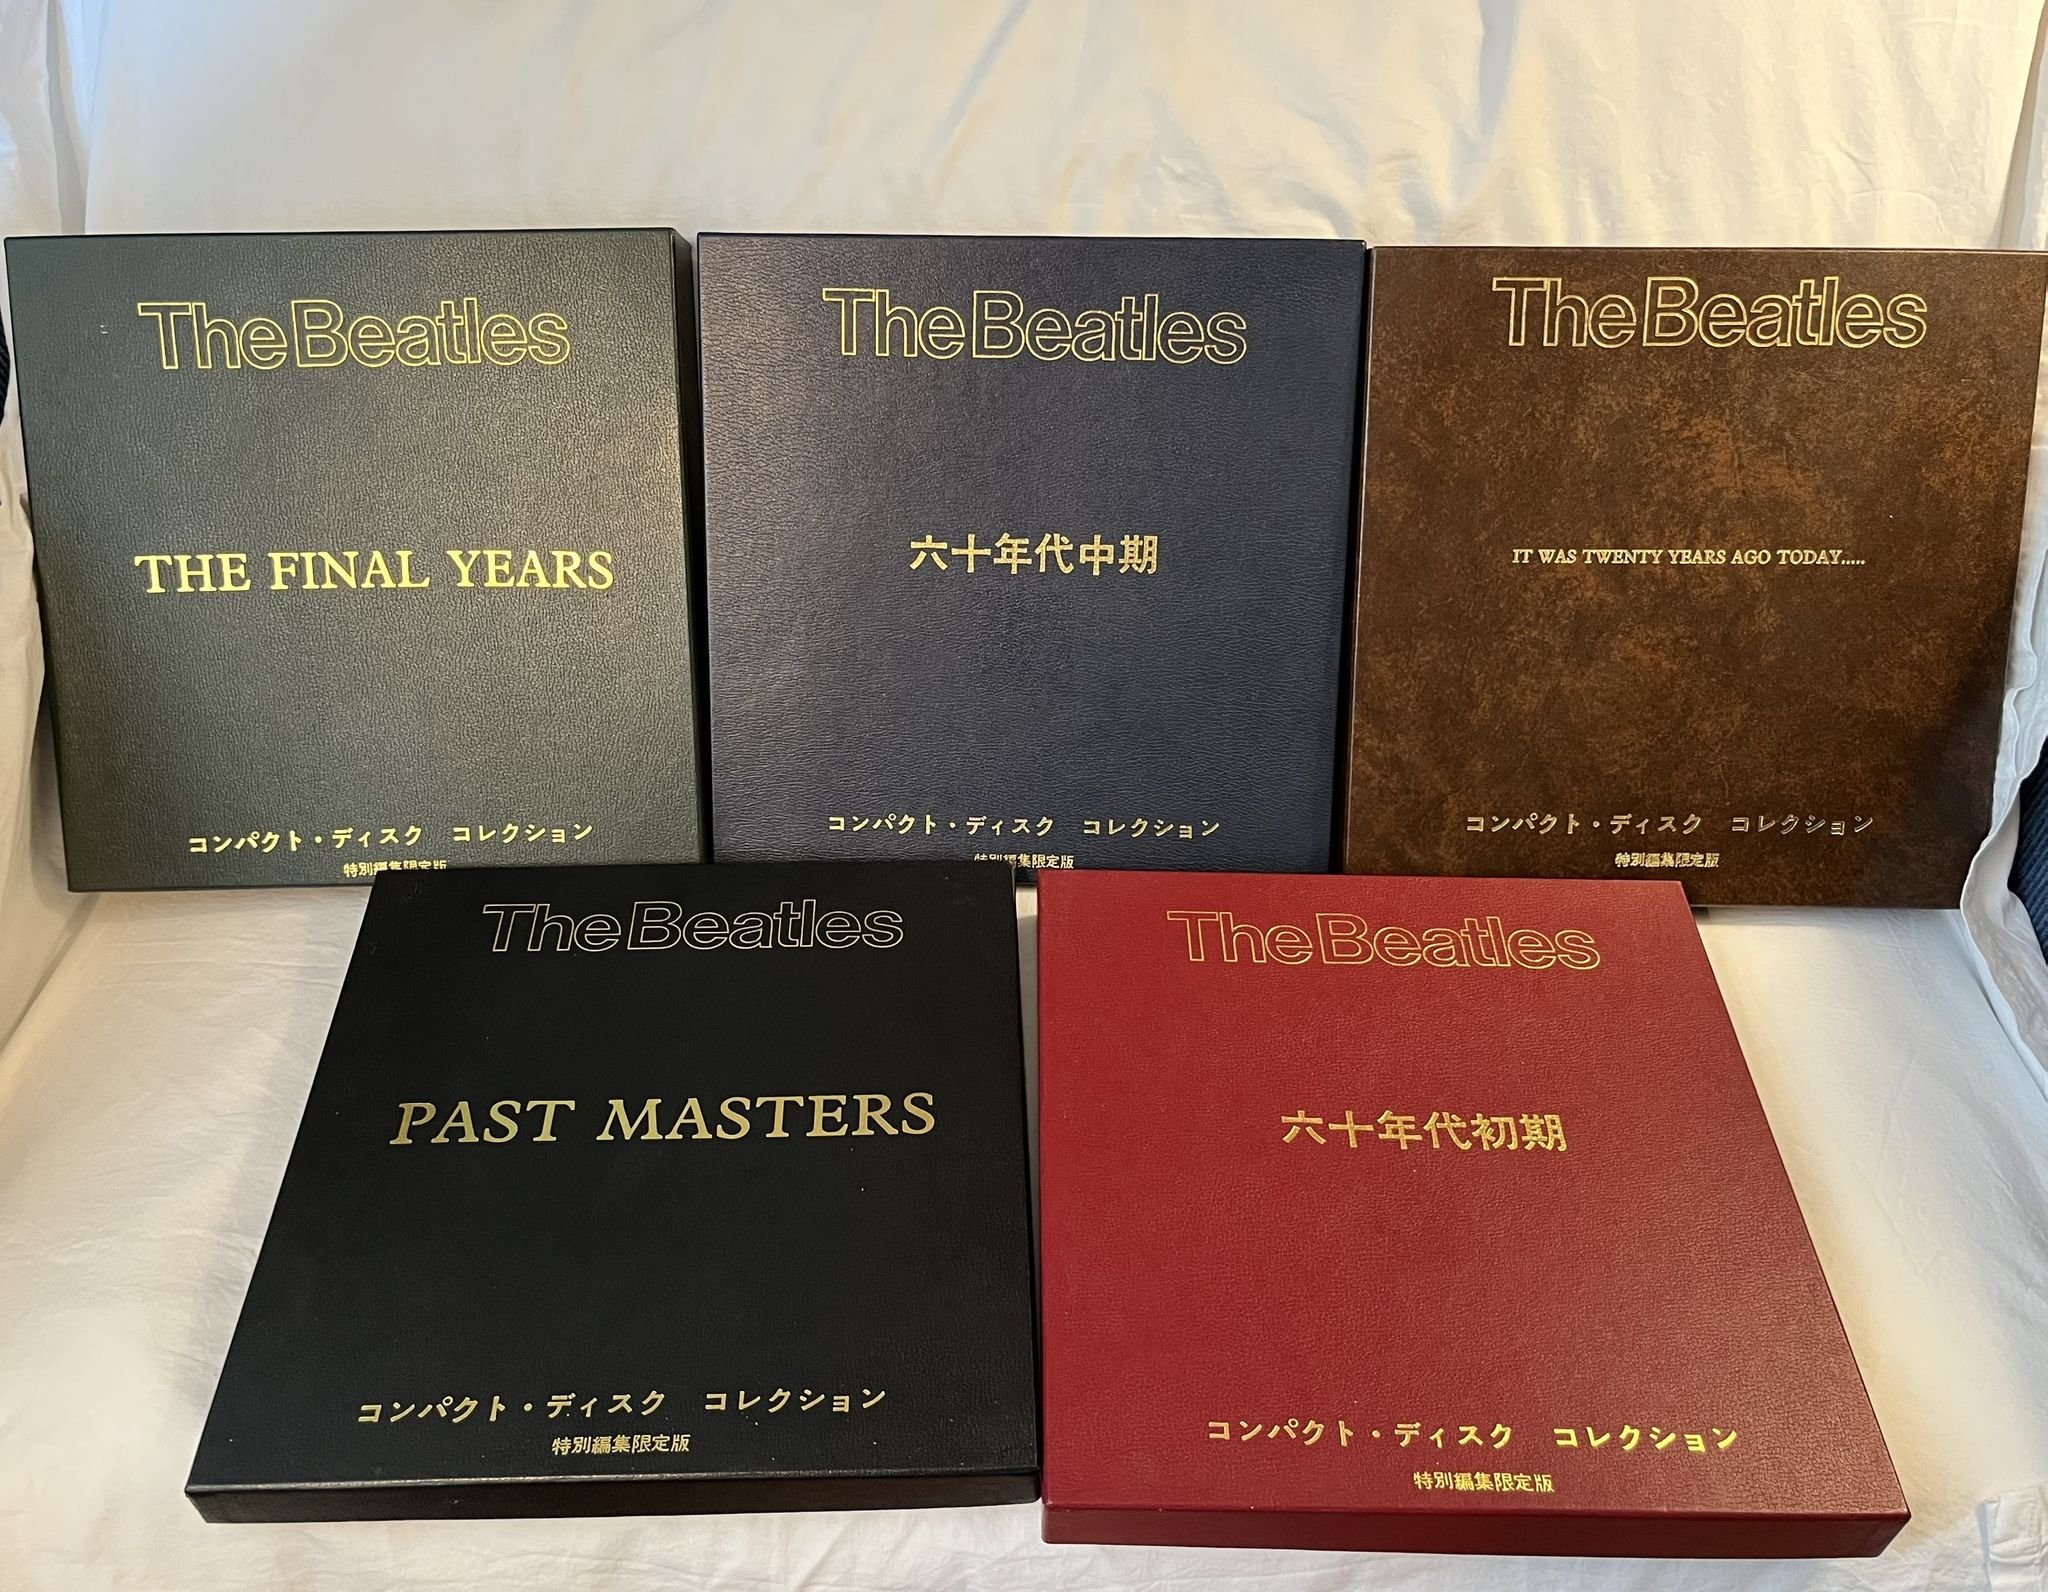 The Beatles
THE FINAL YEARS
コンパクト・ディスク コレクション
特別編集限定版
The Beatles
六十年代中期
コンパクト・ディスク コレクション
特別編集限定版
The Beatles
IT WAS TWENTY YEARS AGO TODAY.....
コンパクト・ディスク コレクション
特別編集限定版
The Beatles
PAST MASTERS
コンパクト・ディスク コレクション
特別編集限定版
The Beatles
六十年代初期
コンパクト・ディスク コレクション
特別編集限定版